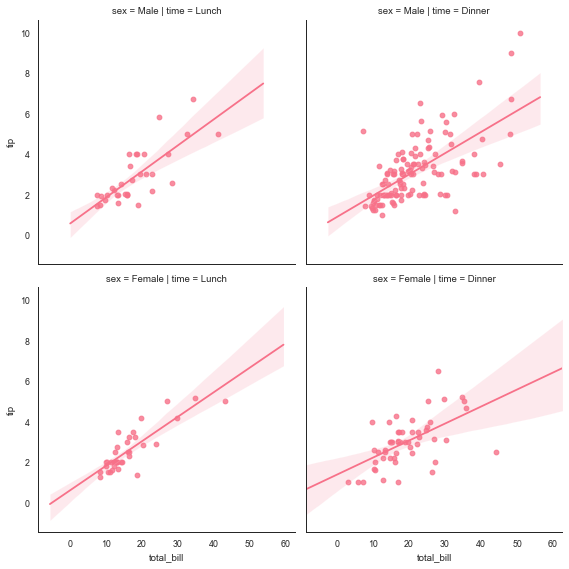 sex = Male | time = Lunch
sex = Male | time = Dinner
10
8
6
4
2
0
tip
sex = Female | time = Lunch
sex = Female | time = Dinner
10
8
6
4
2
0
tip
0 10 20 30 40 50 60
total_bill
0 10 20 30 40 50 60
total_bill